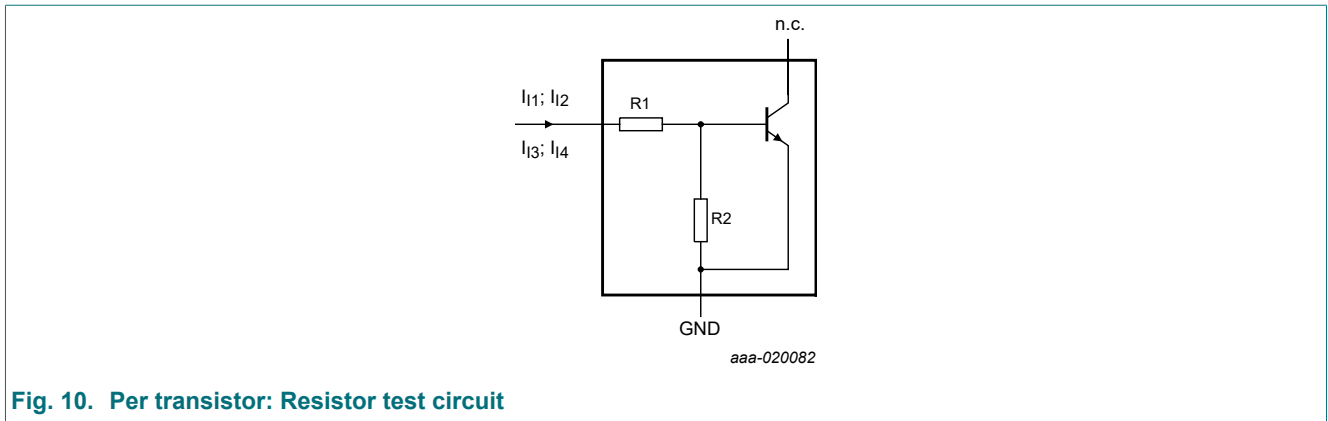 n.c.
I_I1; I_I2
R1
I_I3; I_I4
R2
GND
aaa-020082
Fig. 10. Per transistor: Resistor test circuit